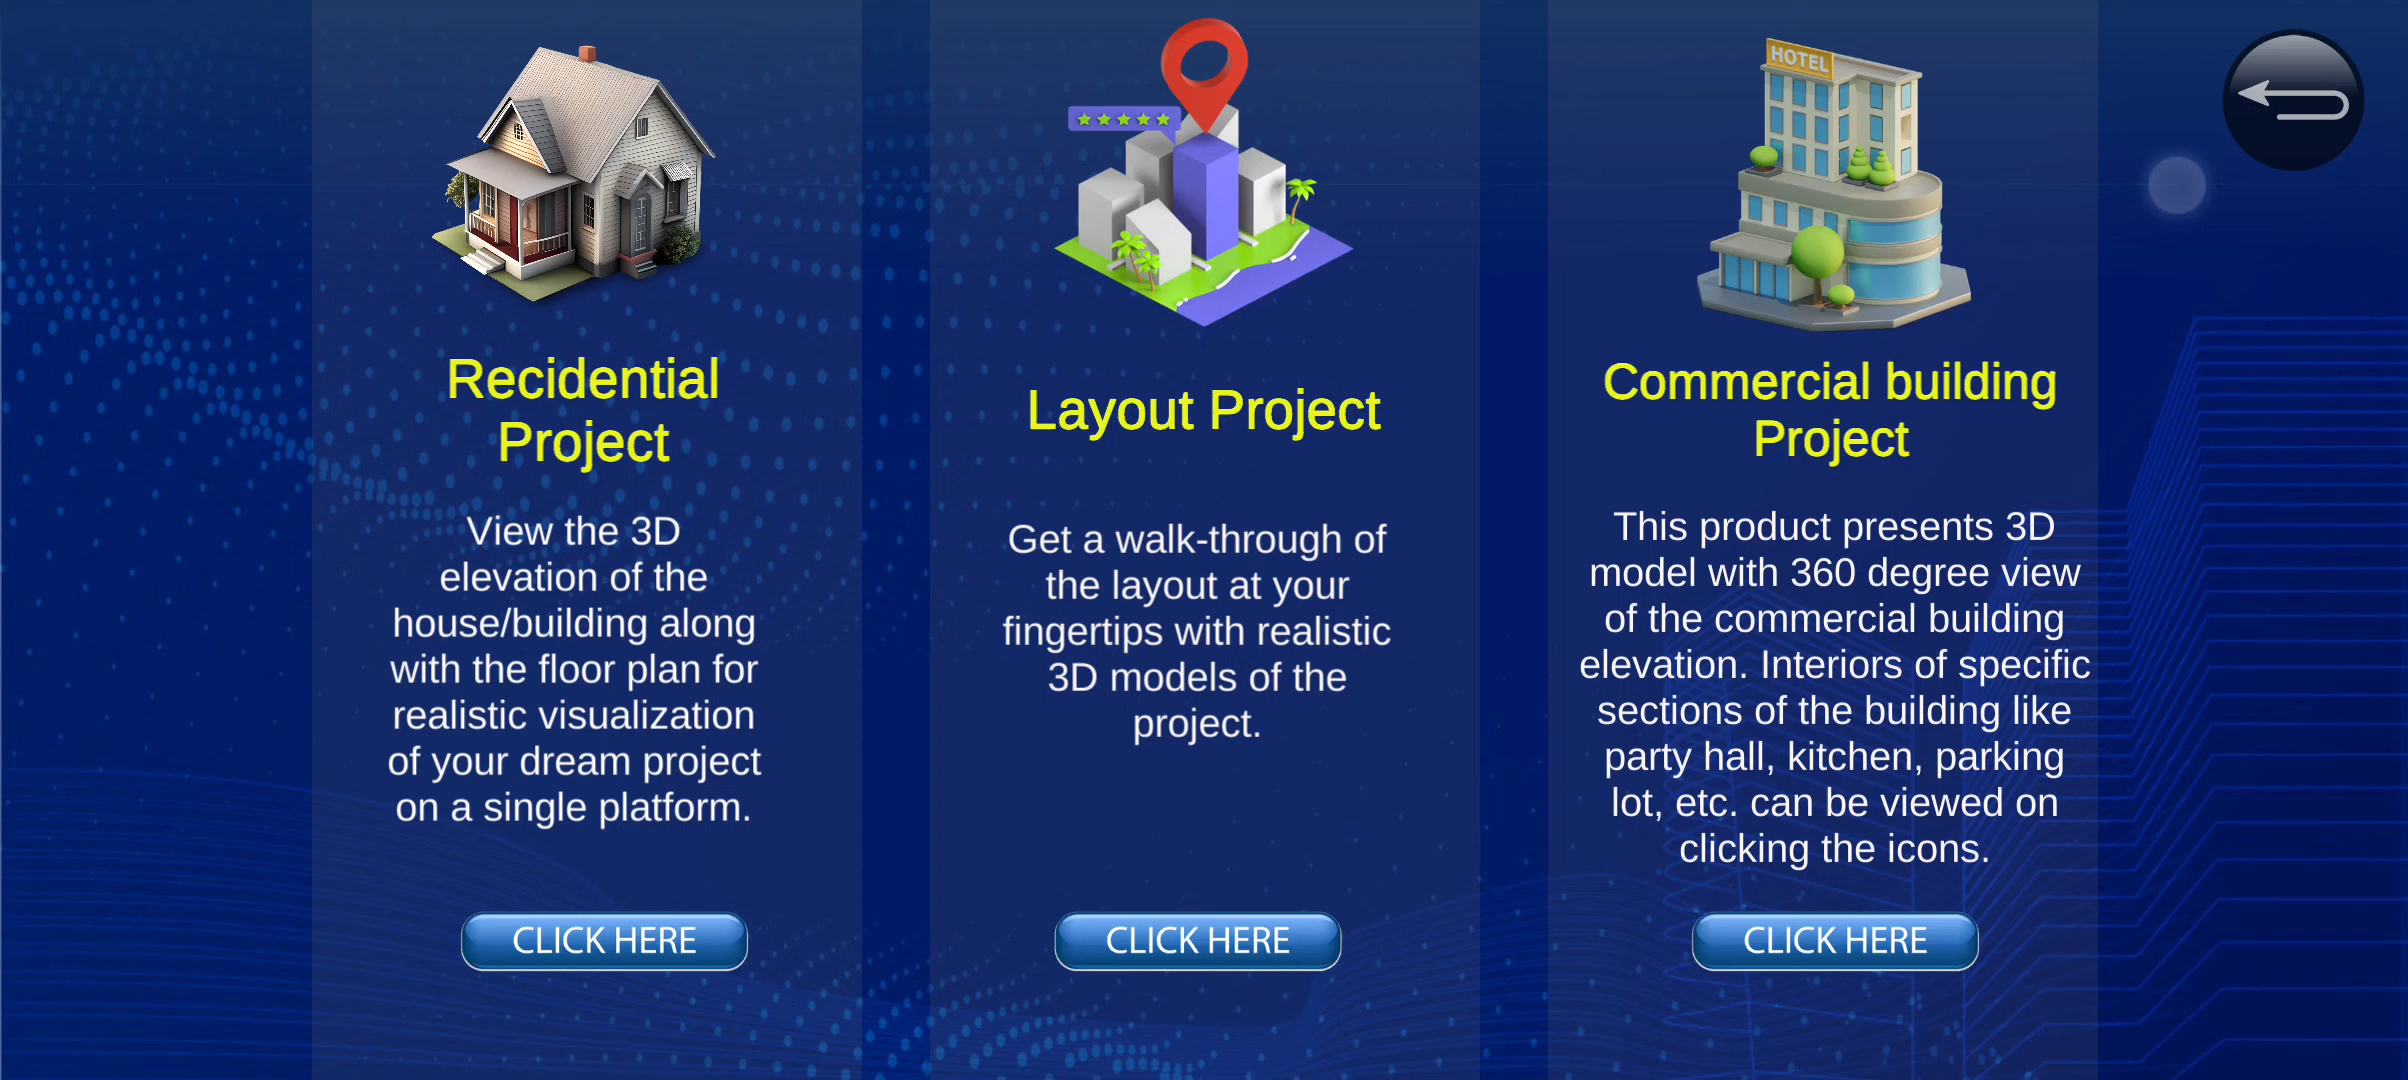 Recidential
Project
View the 3D
elevation of the
house/building along
with the floor plan for
realistic visualization
of your dream project
on a single platform.
CLICK HERE
Layout Project
Get a walk-through of
the layout at your
fingertips with realistic
3D models of the
project.
CLICK HERE
HOTEL
Commercial building
Project
This product presents 3D
model with 360 degree view
of the commercial building
elevation. Interiors of specific
sections of the building like
party hall, kitchen, parking
lot, etc. can be viewed on
clicking the icons.
CLICK HERE